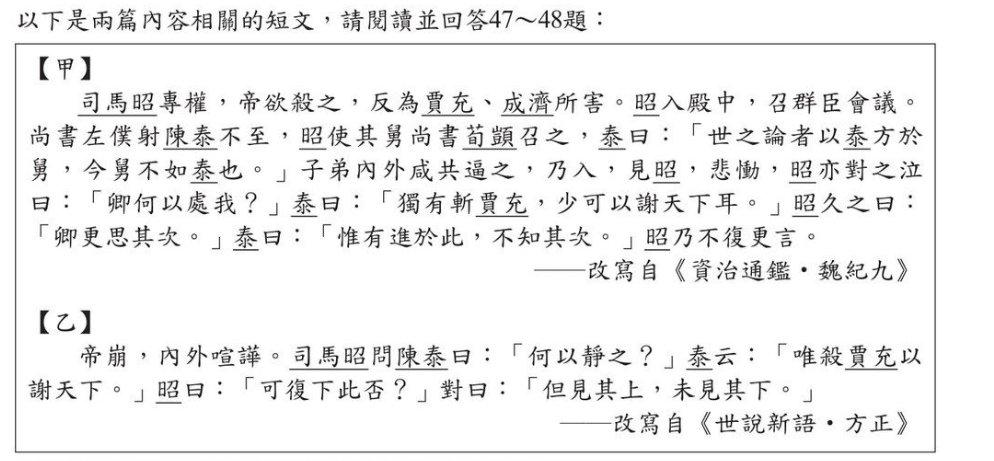 以下是兩篇內容相關的短文，請閱讀並回答47～48題：
【甲】
司馬昭專權，帝欲殺之，反為賈充、成濟所害。昭入殿中，召群臣會議。
尚書左僕射陳泰不至，昭使其舅尚書荀顗召之，泰曰：「世之論者以泰方於
舅，今舅不如泰也。」子弟內外咸共逼之，乃入，見昭，悲慟，昭亦對之泣
曰：「卿何以處我？」泰曰：「獨有斬賈充，少可以謝天下耳。」昭久之曰：
「卿更思其次。」泰曰：「惟有進於此，不知其次。」昭乃不復更言。
——改寫自《資治通鑑・魏紀九》
【乙】
帝崩，內外喧譁。司馬昭問陳泰曰：「何以靜之？」泰云：「唯殺賈充以
謝天下。」昭曰：「可復下此否？」對曰：「但見其上，未見其下。」
——改寫自《世說新語・方正》